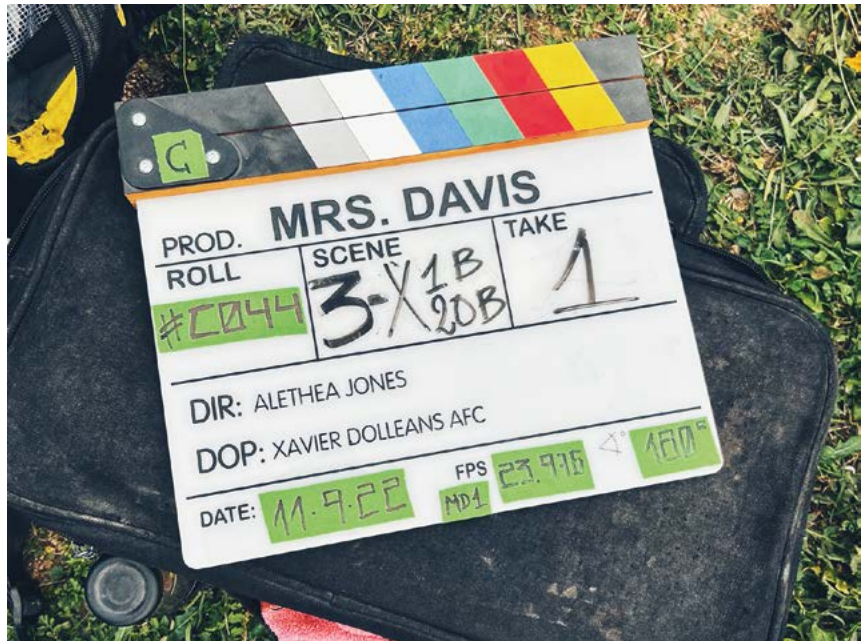 C
PROD. MRS. DAVIS
ROLL SCENE TAKE
#C044 3-X 1B 20B 1
DIR: ALETHEA JONES
DOP: XAVIER DOLLEANS AFC
DATE: 11.9.22 MD1 FPS 23.976 180°